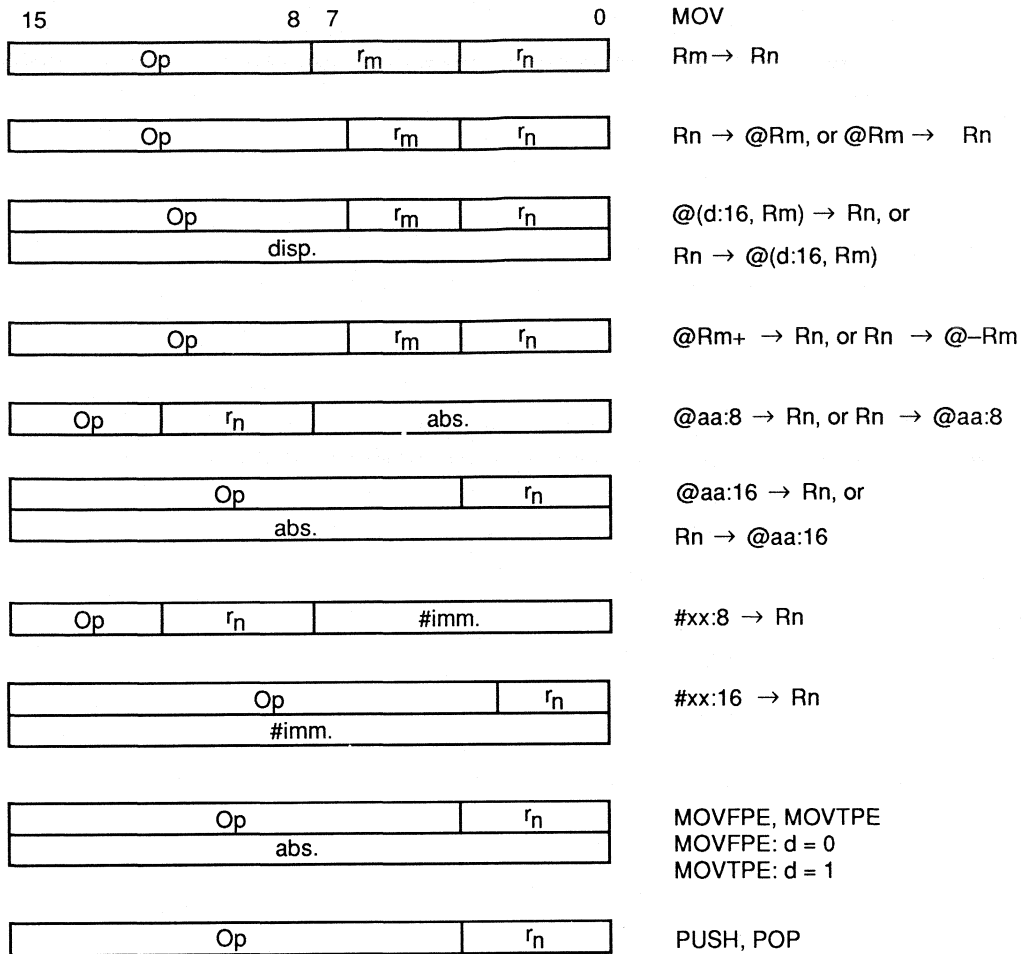 15 8 7 0 MOV
Op rm rn Rm → Rn
Op rm rn Rn → @Rm, or @Rm → Rn
Op rm rn @(d:16, Rm) → Rn, or
disp. Rn → @(d:16, Rm)
Op rm rn @Rm+ → Rn, or Rn → @–Rm
Op rn abs. @aa:8 → Rn, or Rn → @aa:8
Op rn @aa:16 → Rn, or
abs. Rn → @aa:16
Op rn #imm. #xx:8 → Rn
Op rn #xx:16 → Rn
#imm.
Op rn MOVFPE, MOVTPE
abs. MOVFPE: d = 0
MOVTPE: d = 1
Op rn PUSH, POP